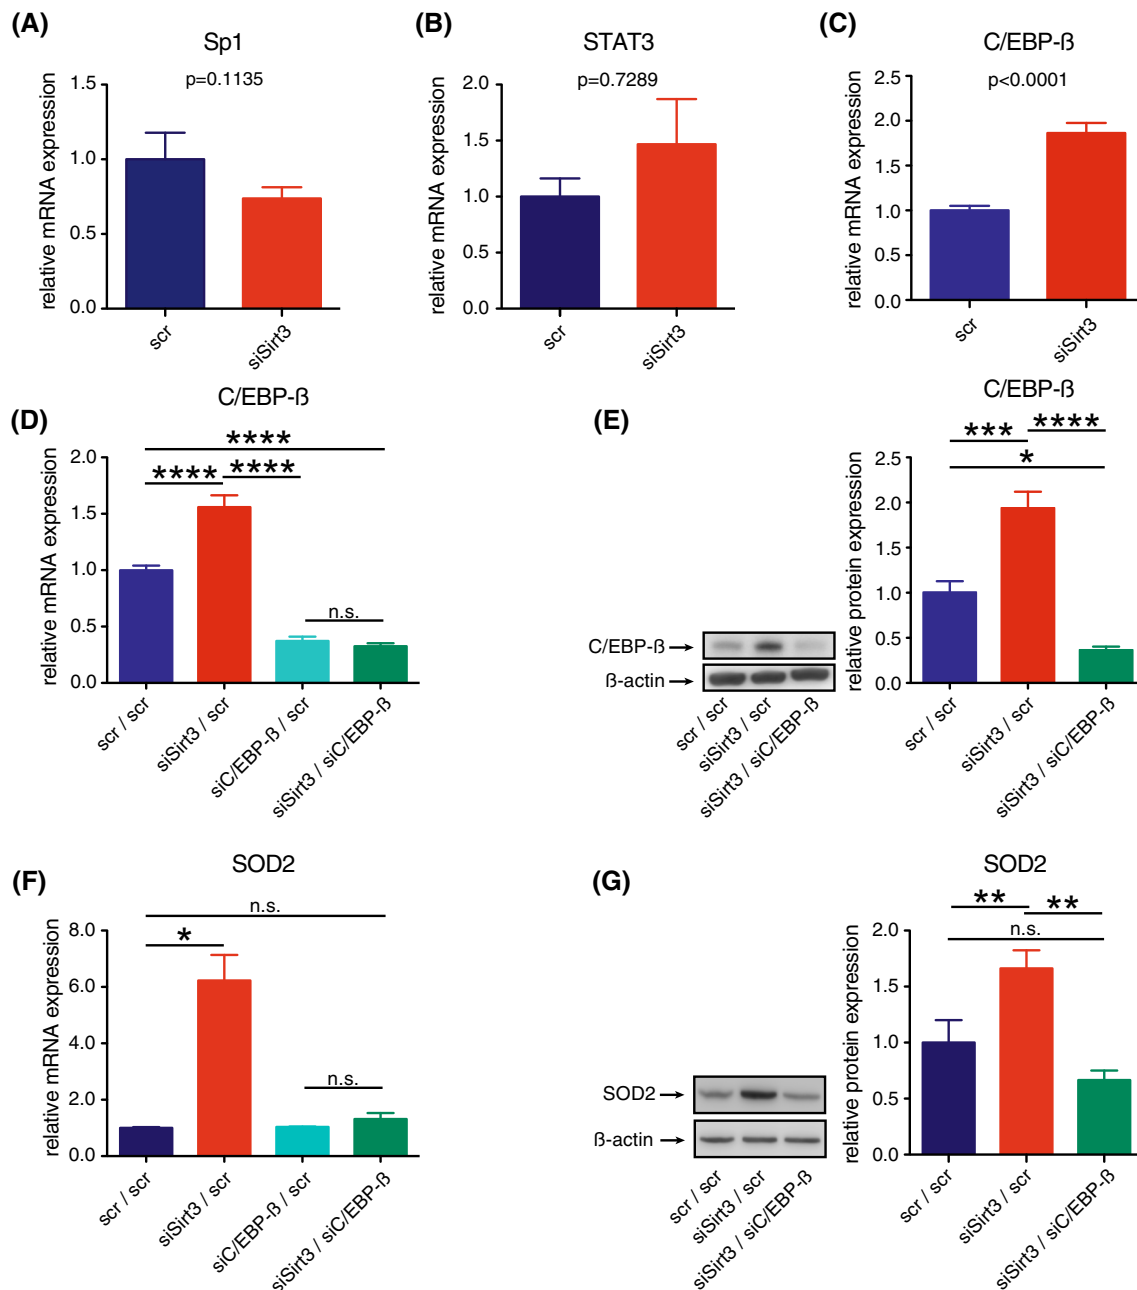 (A)
Sp1
p=0.1135
relative mRNA expression
1.5
1.0
0.5
0.0
scr
siSirt3
(B)
STAT3
p=0.7289
relative mRNA expression
2.0
1.5
1.0
0.5
0.0
scr
siSirt3
(C)
C/EBP-ß
p<0.0001
relative mRNA expression
2.5
2.0
1.5
1.0
0.5
0.0
scr
siSirt3
(D)
C/EBP-ß
****
**** ****
n.s.
relative mRNA expression
2.0
1.5
1.0
0.5
0.0
scr / scr
siSirt3 / scr
siC/EBP-ß / scr
siSirt3 / siC/EBP-ß
(E)
C/EBP-ß
ß-actin
scr / scr
siSirt3 / scr
siSirt3 / siC/EBP-ß
C/EBP-ß
*** ****
*
relative protein expression
2.5
2.0
1.5
1.0
0.5
0.0
scr / scr
siSirt3 / scr
siSirt3 / siC/EBP-ß
(F)
SOD2
n.s.
*
n.s.
relative mRNA expression
8.0
6.0
4.0
2.0
0.0
scr / scr
siSirt3 / scr
siC/EBP-ß / scr
siSirt3 / siC/EBP-ß
(G)
SOD2
ß-actin
scr / scr
siSirt3 / scr
siSirt3 / siC/EBP-ß
SOD2
** **
n.s.
relative protein expression
2.0
1.5
1.0
0.5
0.0
scr / scr
siSirt3 / scr
siSirt3 / siC/EBP-ß